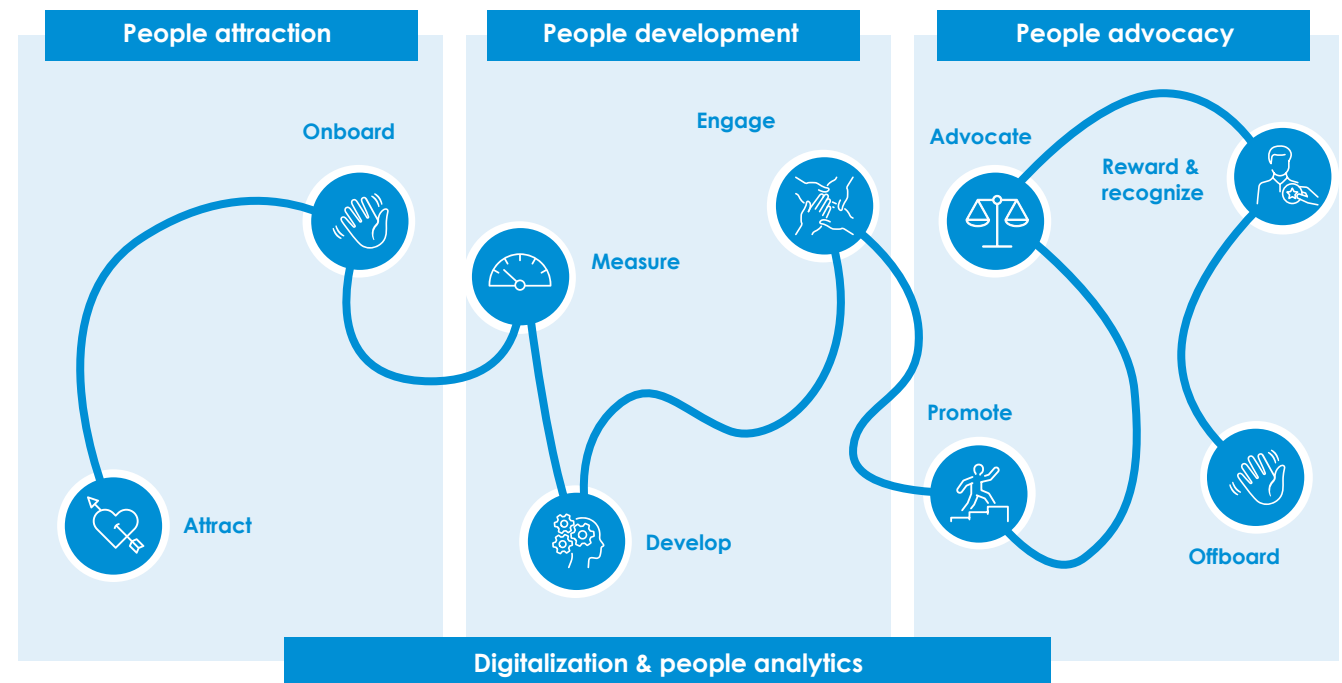 People attraction
Onboard
Attract
People development
Engage
Measure
Develop
People advocacy
Advocate
Reward &
recognize
Promote
Offboard
Digitalization & people analytics